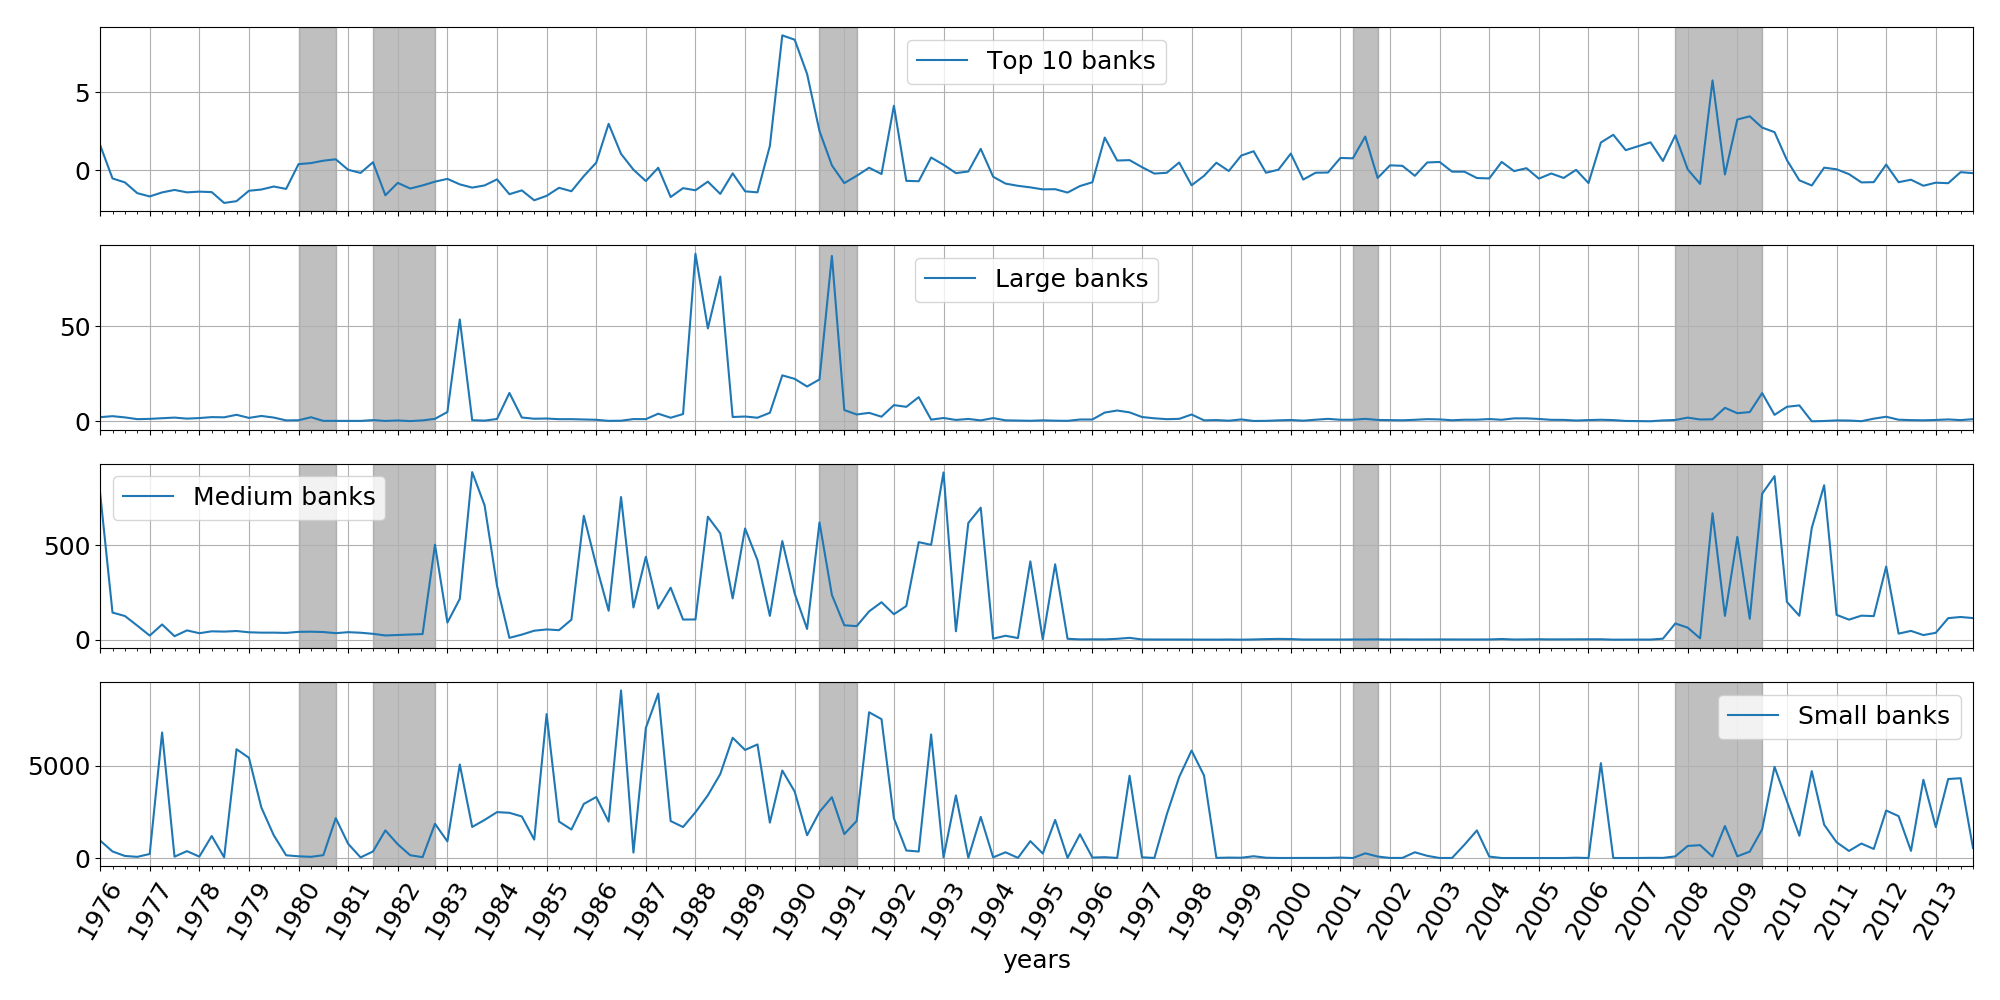 Top 10 banks
5
0
Large banks
50
0
Medium banks
500
0
Small banks
5000
0
1976 1977 1978 1979 1980 1981 1982 1983 1984 1985 1986 1987 1988 1989 1990 1991 1992 1993 1994 1995 1996 1997 1998 1999 2000 2001 2002 2003 2004 2005 2006 2007 2008 2009 2010 2011 2012 2013
years